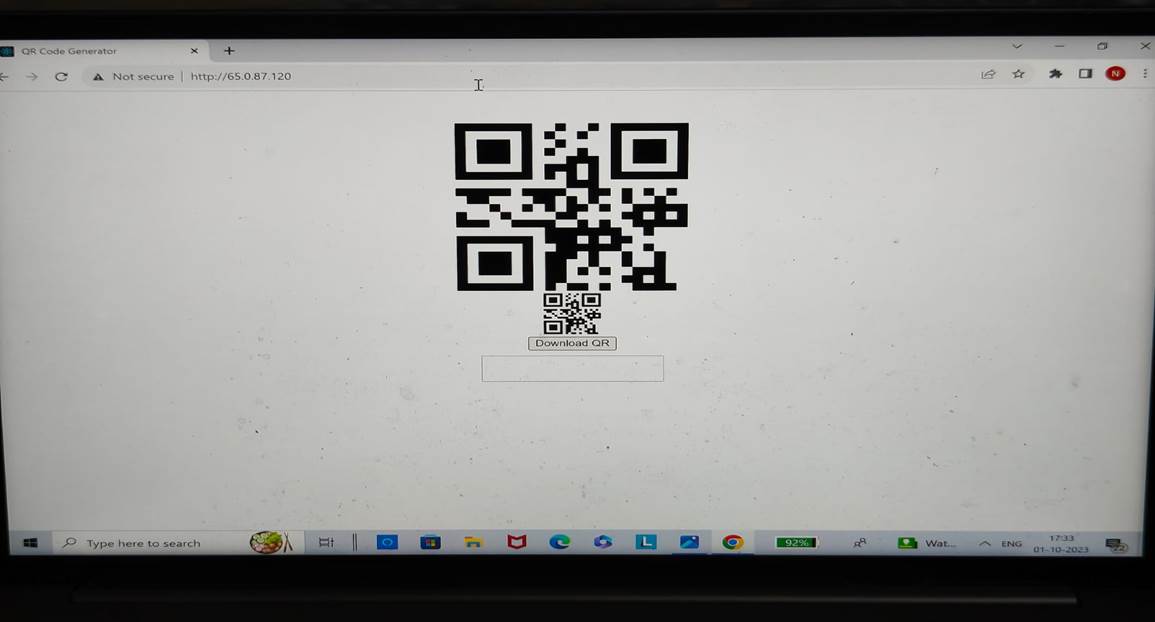 QR Code Generator
Not secure | http://65.0.87.120
N
Download QR
Type here to search
L
92%
Wat...
ENG
17:33
01-10-2023
22